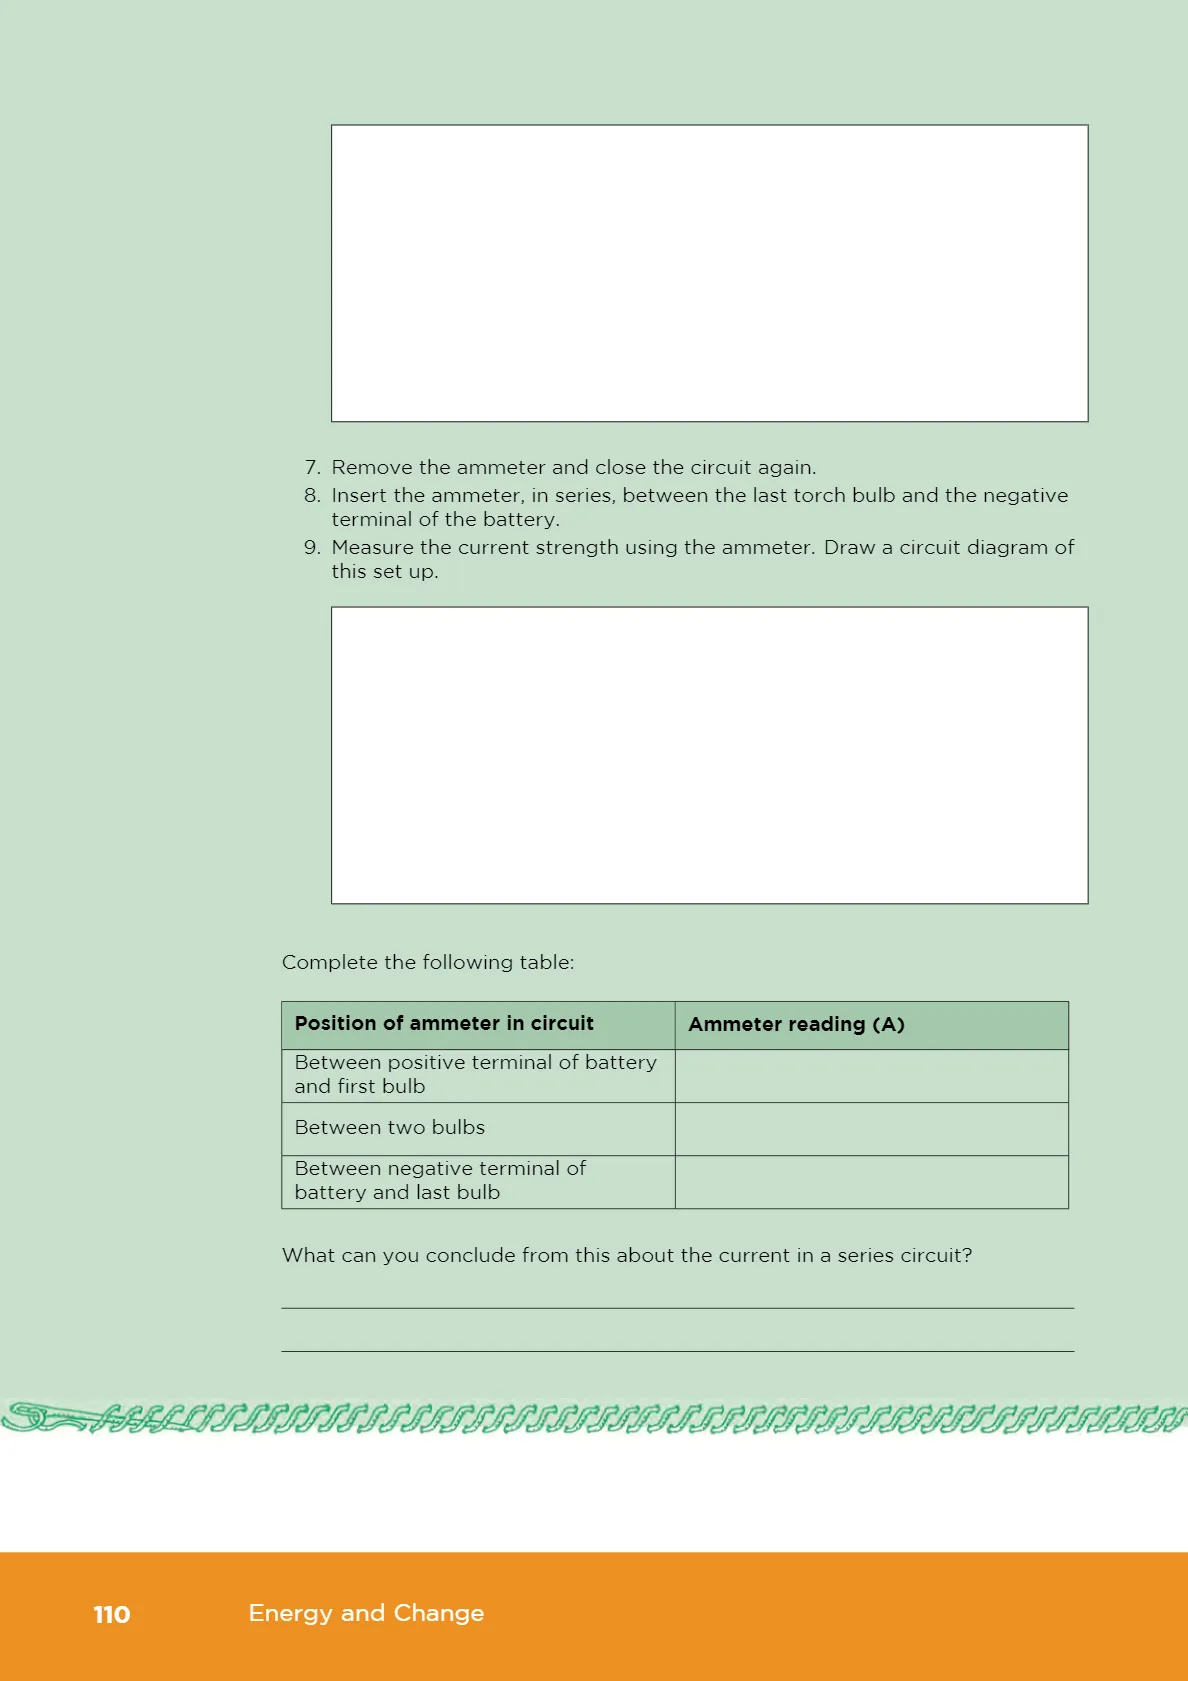 7. Remove the ammeter and close the circuit again.
8. Insert the ammeter, in series, between the last torch bulb and the negative
terminal of the battery.
9. Measure the current strength using the ammeter. Draw a circuit diagram of
this set up.
Complete the following table:
Position of ammeter in circuit
Ammeter reading (A)
Between positive terminal of battery
and first bulb
Between two bulbs
Between negative terminal of
battery and last bulb
What can you conclude from this about the current in a series circuit?
110
Energy and Change